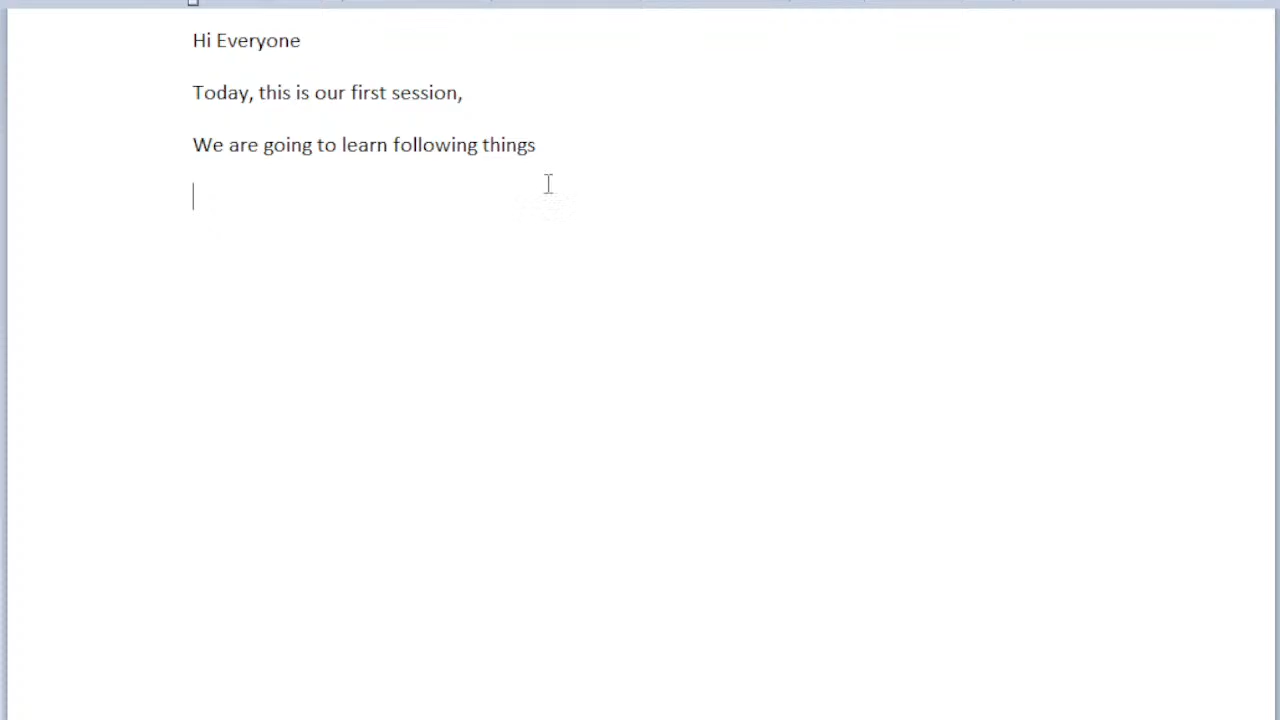 Hi Everyone
Today, this is our first session,
We are going to learn following things